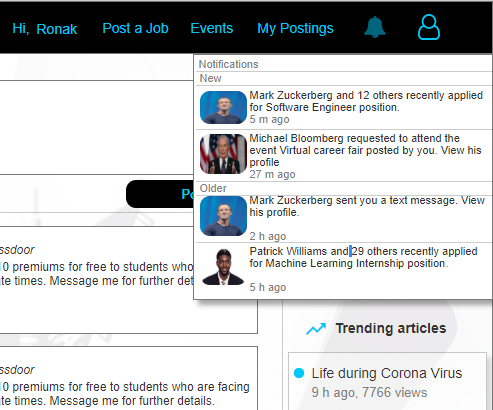 Hi, Ronak Post a Job Events My Postings
Notifications
New
Mark Zuckerberg and 12 others recently applied
for Software Engineer position.
5 m ago
Michael Bloomberg requested to attend the
event Virtual career fair posted by you. View his
profile
27 m ago
Older
Mark Zuckerberg sent you a text message. View
his profile.
2 h ago
Patrick Williams and 29 others recently applied
for Machine Learning Internship position.
5 h ago
ssdoor
10 premiums for free to students who
ate times. Message me for further det
Trending articles
Life during Corona Virus
9 h ago, 7766 views
ssdoor
10 premiums for free to students who are facing
ate times. Message me for further details.